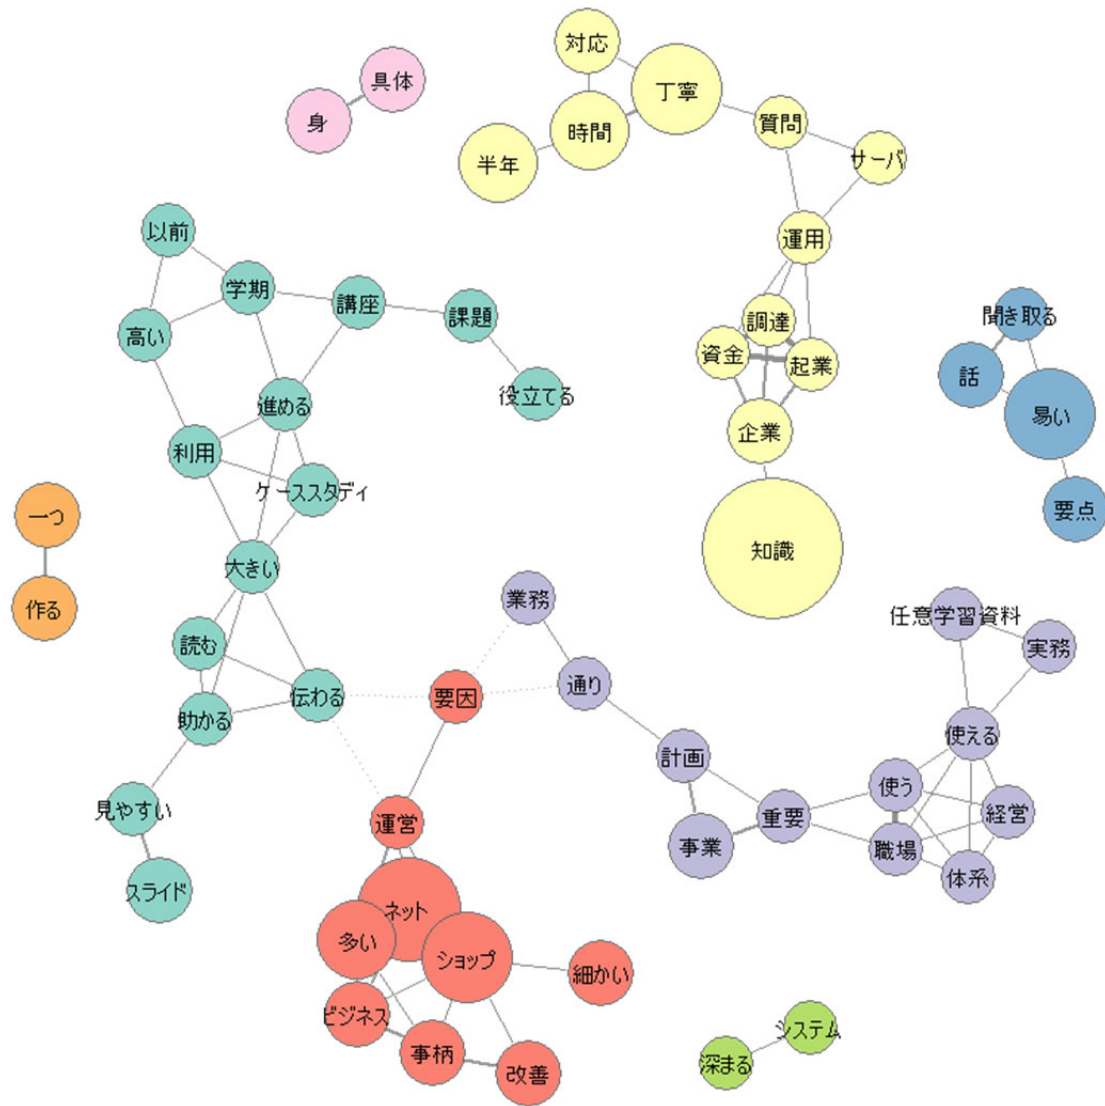 対応
具体
丁寧
身
質問
時間
サーバ
半年
以前
運用
学期
講座
聞き取る
課題
調達
高い
資金
起業
話
役立てる
進める
易い
企業
利用
ケーススタディ
要点
一つ
知識
大きい
業務
作る
任意学習資料
読む
実務
通り
伝わる
要因
助かる
使える
計画
使う
見やすい
経営
重要
運営
事業
職場
体系
スライド
ネット
多い
ショップ
細かい
ビジネス
システム
事柄
深まる
改善